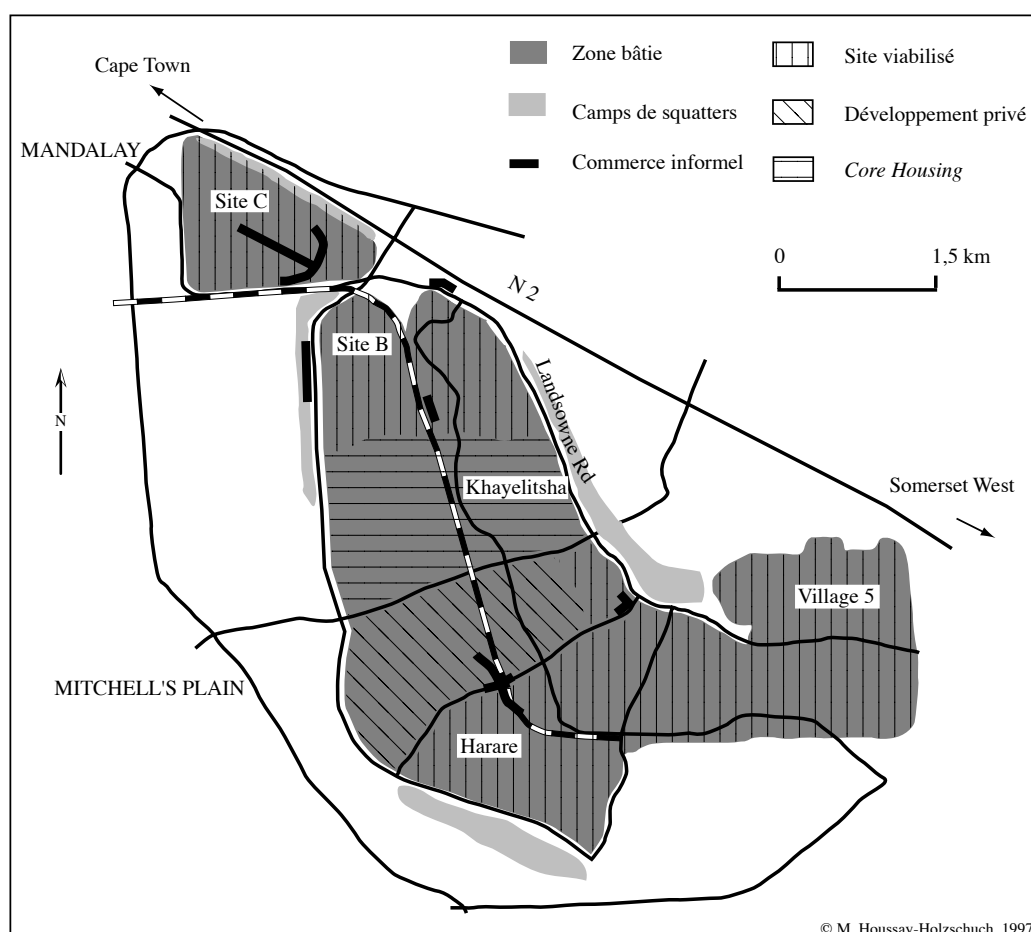 Zone bâtie
Site viabilisé
Cape Town
Camps de squatters
Développement privé
MANDALAY
Commerce informel
Core Housing
Site C
0
1,5 km
N 2
Site B
Landsowne Rd
N
Khayelitsha
Somerset West
Village 5
MITCHELL'S PLAIN
Harare
© M. Houssay-Holzschuch, 1997